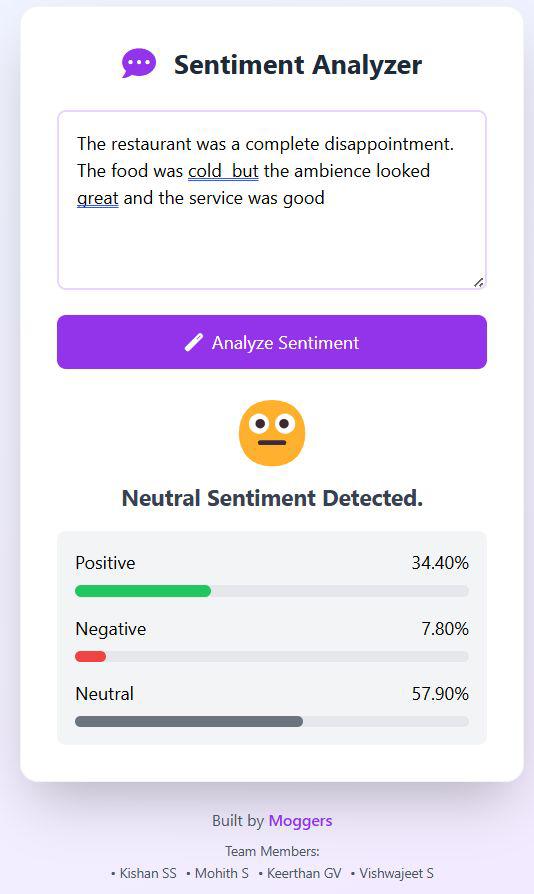 Sentiment Analyzer
The restaurant was a complete disappointment.
The food was cold  but the ambience looked
great and the service was good
Analyze Sentiment
Neutral Sentiment Detected.
Positive 34.40%
Negative 7.80%
Neutral 57.90%
Built by Moggers
Team Members:
• Kishan SS • Mohith S • Keerthan GV • Vishwajeet S